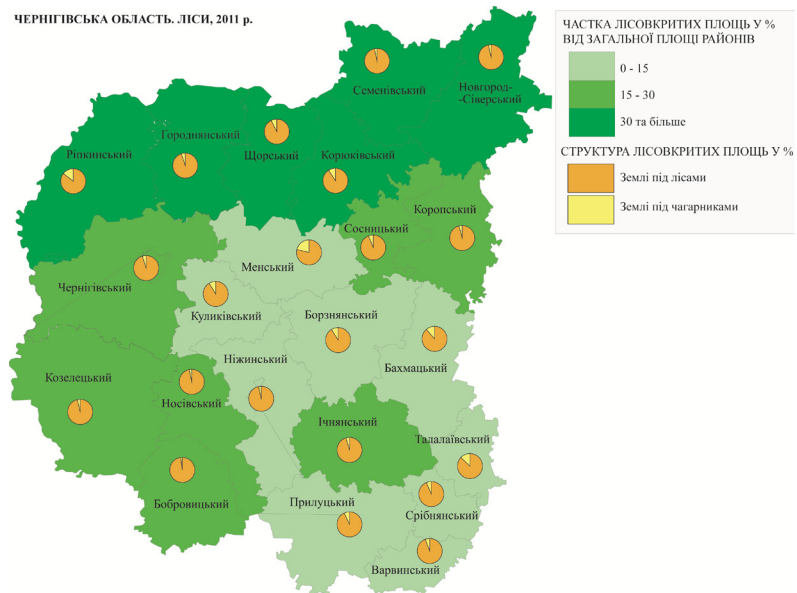 ЧЕРНІГІВСЬКА ОБЛАСТЬ. ЛІСИ, 2011 р.
ЧАСТКА ЛІСОВКРИТИХ ПЛОЩЬ У %
ВІД ЗАГАЛЬНОЇ ПЛОЩІ РАЙОНІВ
0 - 15
15 - 30
30 та більше
СТРУКТУРА ЛІСОВКРИТИХ ПЛОЩЬ У %
Землі під лісами
Землі під чагарниками
Семенівський
Новгород-
-Сіверський
Городнянський
Щорський
Ріпкинський
Корюківський
Коропський
Сосницький
Менський
Чернігівський
Куликівський
Борзнянський
Ніжинський
Бахмацький
Козелецький
Носівський
Ічнянський
Талалаївський
Бобровицький
Прилуцький
Срібнянський
Варвинський